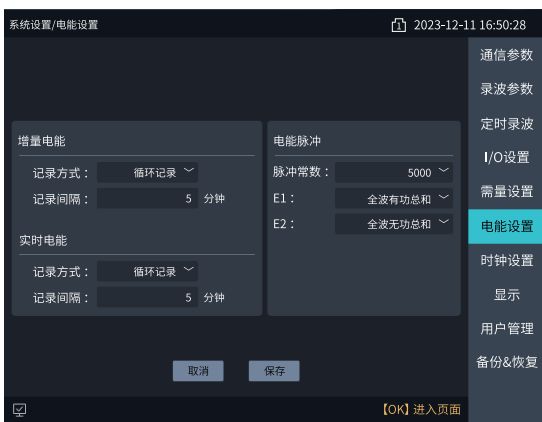 系统设置/电能设置
1 2023-12-11 16:50:28
增量电能
记录方式： 循环记录
记录间隔： 5 分钟
实时电能
记录方式： 循环记录
记录间隔： 5 分钟
电能脉冲
脉冲常数： 5000
E1： 全波有功总和
E2： 全波无功总和
取消 保存
【OK】进入页面
通信参数
录波参数
定时录波
I/O设置
需量设置
电能设置
时钟设置
显示
用户管理
备份&恢复